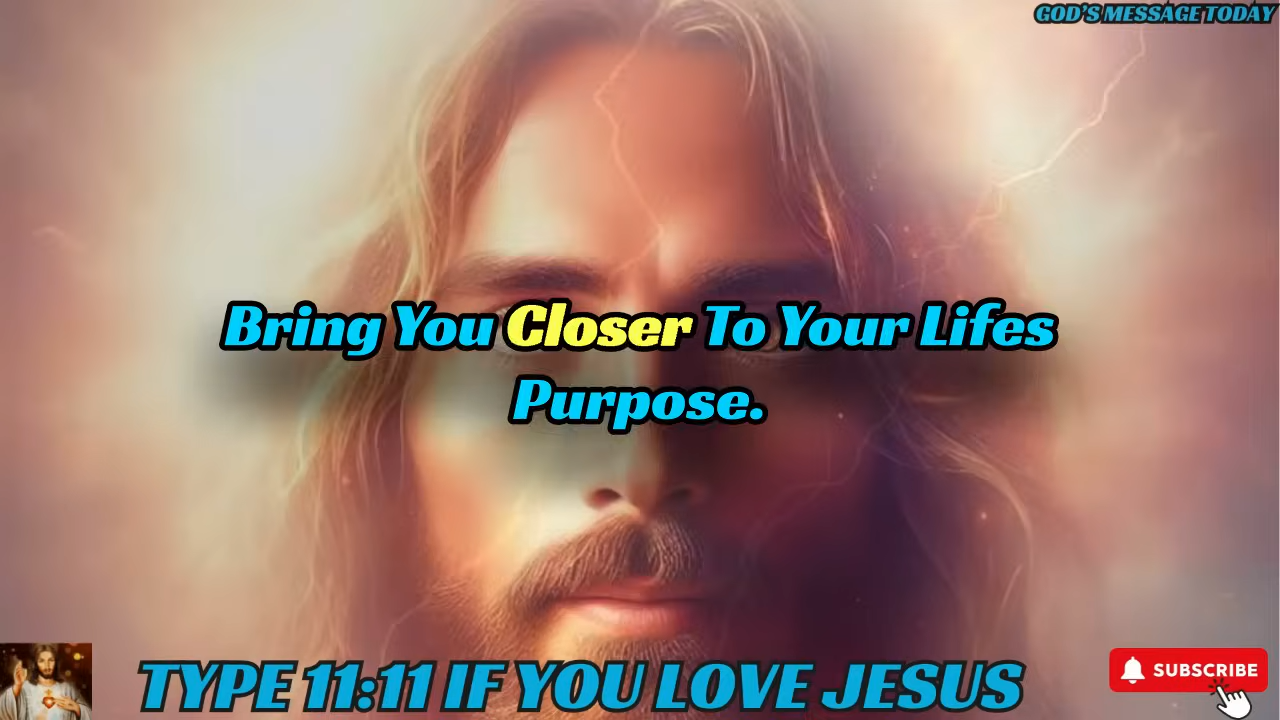 GOD'S MESSAGE TODAY
Bring You Closer To Your Lifes
Purpose.
TYPE 11:11 IF YOU LOVE JESUS
SUBSCRIBE